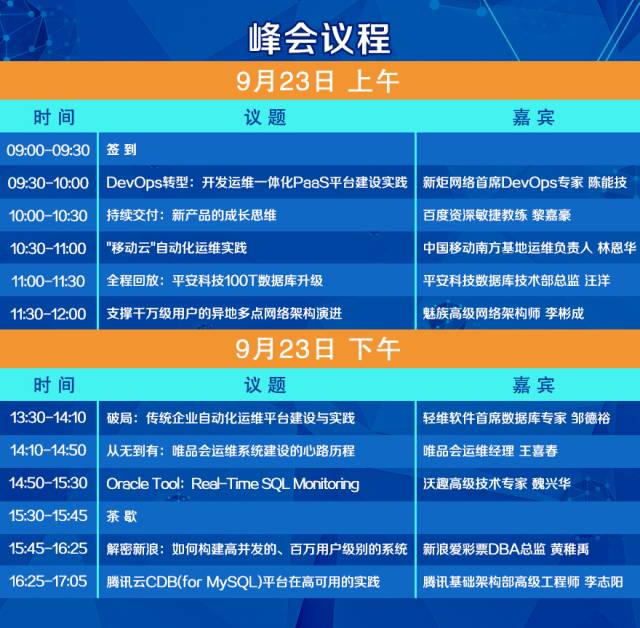 峰会议程
9月23日 上午
时 间 议 题 嘉 宾
09:00-09:30 签 到
09:30-10:00 DevOps转型：开发运维一体化PaaS平台建设实践 新炬网络首席DevOps专家 陈能技
10:00-10:30 持续交付：新产品的成长思维 百度资深敏捷教练 黎嘉豪
10:30-11:00 "移动云"自动化运维实践 中国移动南方基地运维负责人 林恩华
11:00-11:30 全程回放：平安科技100T数据库升级 平安科技数据库技术部总监 汪洋
11:30-12:00 支撑千万级用户的异地多点网络架构演进 魅族高级网络架构师 李彬成
9月23日 下午
时 间 议 题 嘉 宾
13:30-14:10 破局：传统企业自动化运维平台建设与实践 轻维软件首席数据库专家 邹德裕
14:10-14:50 从无到有：唯品会运维系统建设的心路历程 唯品会运维经理 王喜春
14:50-15:30 Oracle Tool：Real-Time SQL Monitoring 沃趣高级技术专家 魏兴华
15:30-15:45 茶 歇
15:45-16:25 解密新浪：如何构建高并发的、百万用户级别的系统 新浪爱彩票DBA总监 黄稚禹
16:25-17:05 腾讯云CDB(for MySQL)平台在高可用的实践 腾讯基础架构部高级工程师 李志阳